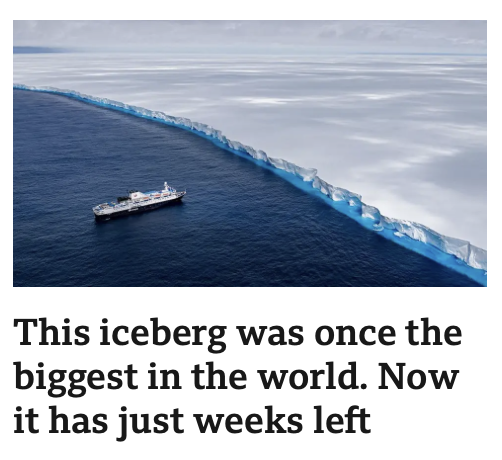 This iceberg was once the
biggest in the world. Now
it has just weeks left